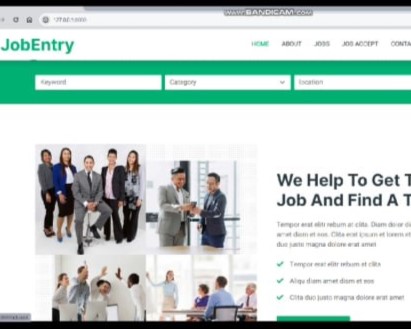 127.0.0.1:8000
www.BANDICAM.com
JobEntry
HOME ABOUT JOBS JOB ACCEPT CONTA
Keyword Category location
We Help To Get T
Job And Find A T
Tempor erat elitr rebum at clita. Diam dolor di
amet diam et eos. Clita erat ipsum et lorem et
duo justo magna dolore erat amet
Tempor erat elitr rebum at clita
Aliqu diam amet diam et eos
Clita duo justo magna dolore erat amet